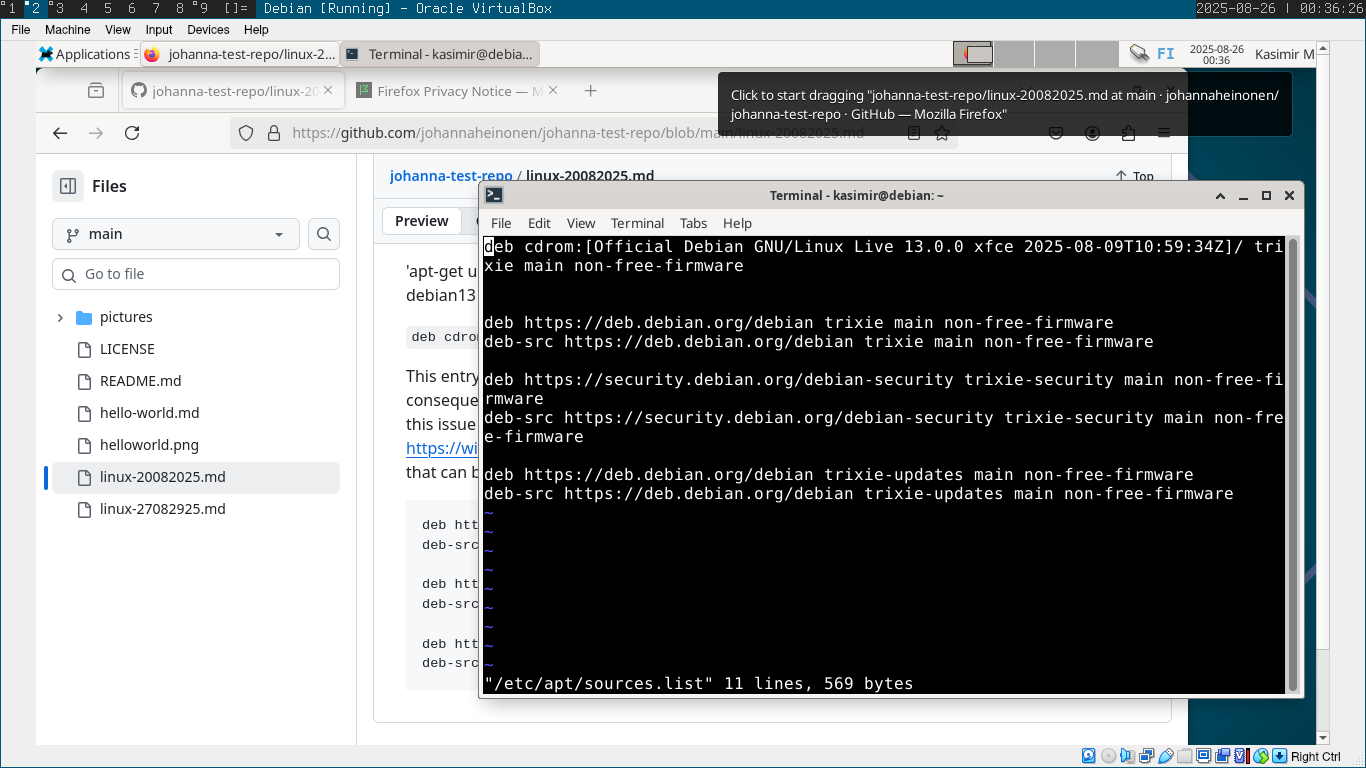 1 2 3 4 5 6 7 8 9 []= Debian [Running] - Oracle VirtualBox 2025-08-26 | 00:36:26
File Machine View Input Devices Help
Applications johanna-test-repo/linux-2... Terminal - kasimir@debia... FI 2025-08-26 Kasimir M
00:36
johanna-test-repo/linux-20 Firefox Privacy Notice — M
Click to start dragging "johanna-test-repo/linux-20082025.md at main · johannaheinonen/
johanna-test-repo · GitHub — Mozilla Firefox"
https://github.com/johannaheinonen/johanna-test-repo/blob/main/linux-20082025.md
Files
main
Go to file
pictures
LICENSE
README.md
hello-world.md
helloworld.png
linux-20082025.md
linux-27082925.md
johanna-test-repo / linux-20082025.md Top
Preview
'apt-get u
debian13
deb cdro
This entry
conseque
this issue
https://wi
that can b
deb htt
deb-src
deb htt
deb-src
deb htt
deb-src
Terminal - kasimir@debian: ~
File Edit View Terminal Tabs Help
deb cdrom:[Official Debian GNU/Linux Live 13.0.0 xfce 2025-08-09T10:59:34Z]/ tri
xie main non-free-firmware
deb https://deb.debian.org/debian trixie main non-free-firmware
deb-src https://deb.debian.org/debian trixie main non-free-firmware
deb https://security.debian.org/debian-security trixie-security main non-free-fi
rmware
deb-src https://security.debian.org/debian-security trixie-security main non-fre
e-firmware
deb https://deb.debian.org/debian trixie-updates main non-free-firmware
deb-src https://deb.debian.org/debian trixie-updates main non-free-firmware
~
~
~
~
~
~
~
~
~
"/etc/apt/sources.list" 11 lines, 569 bytes
Right Ctrl